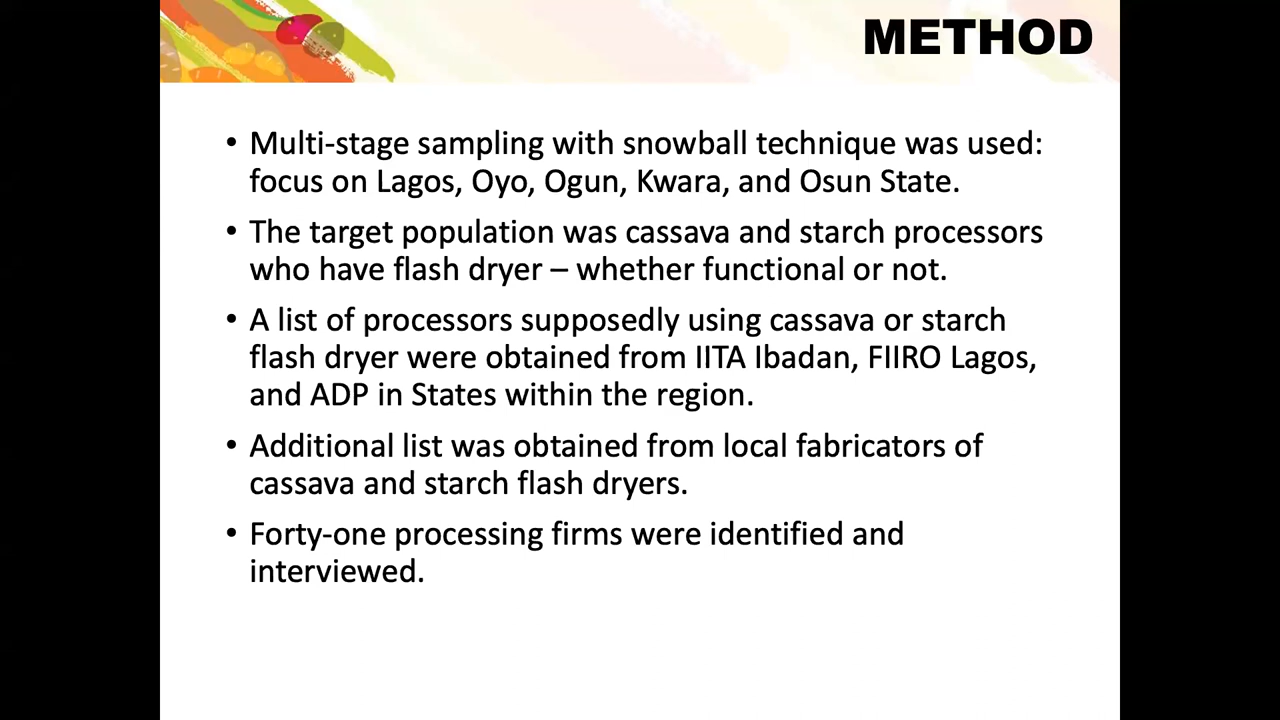 METHOD
• Multi-stage sampling with snowball technique was used:
focus on Lagos, Oyo, Ogun, Kwara, and Osun State.
• The target population was cassava and starch processors
who have flash dryer – whether functional or not.
• A list of processors supposedly using cassava or starch
flash dryer were obtained from IITA Ibadan, FIIRO Lagos,
and ADP in States within the region.
• Additional list was obtained from local fabricators of
cassava and starch flash dryers.
• Forty-one processing firms were identified and
interviewed.